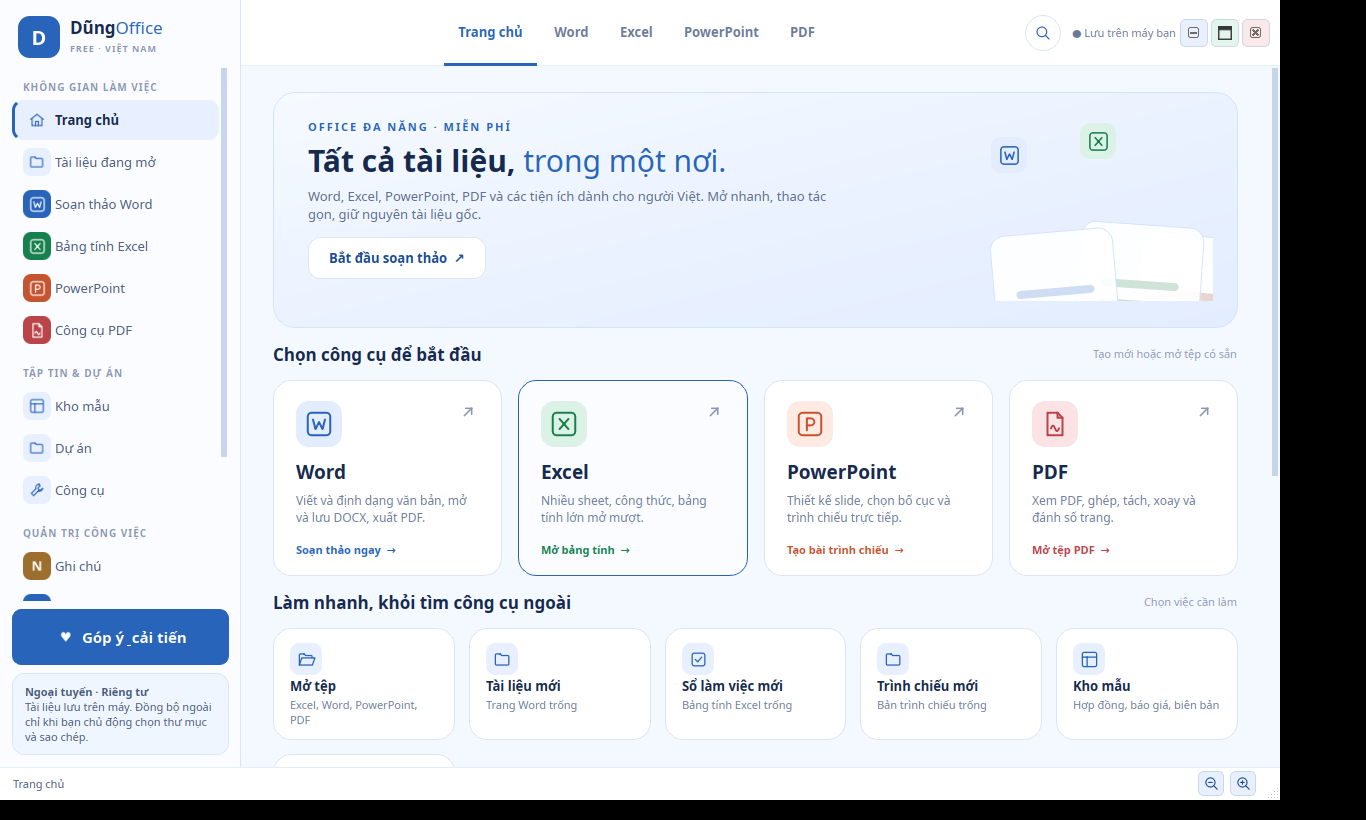 D
DũngOffice
FREE · VIỆT NAM
Trang chủ
Word
Excel
PowerPoint
PDF
Lưu trên máy bạn
KHÔNG GIAN LÀM VIỆC
Trang chủ
Tài liệu đang mở
W Soạn thảo Word
X Bảng tính Excel
P PowerPoint
Công cụ PDF
TẬP TIN & DỰ ÁN
Kho mẫu
Dự án
Công cụ
QUẢN TRỊ CÔNG VIỆC
N Ghi chú
♥ Góp ý _cải tiến
Ngoại tuyến · Riêng tư
Tài liệu lưu trên máy. Đồng bộ ngoài
chỉ khi bạn chủ động chọn thư mục
và sao chép.
OFFICE ĐA NĂNG · MIỄN PHÍ
Tất cả tài liệu, trong một nơi.
Word, Excel, PowerPoint, PDF và các tiện ích dành cho người Việt. Mở nhanh, thao tác
gọn, giữ nguyên tài liệu gốc.
Bắt đầu soạn thảo ↗
W
X
Chọn công cụ để bắt đầu
Tạo mới hoặc mở tệp có sẵn
W
Word
Viết và định dạng văn bản, mở
và lưu DOCX, xuất PDF.
Soạn thảo ngay →
X
Excel
Nhiều sheet, công thức, bảng
tính lớn mở mượt.
Mở bảng tính →
P
PowerPoint
Thiết kế slide, chọn bố cục và
trình chiếu trực tiếp.
Tạo bài trình chiếu →
PDF
Xem PDF, ghép, tách, xoay và
đánh số trang.
Mở tệp PDF →
Làm nhanh, khỏi tìm công cụ ngoài
Chọn việc cần làm
Mở tệp
Excel, Word, PowerPoint,
PDF
Tài liệu mới
Trang Word trống
Sổ làm việc mới
Bảng tính Excel trống
Trình chiếu mới
Bản trình chiếu trống
Kho mẫu
Hợp đồng, báo giá, biên bản
Trang chủ